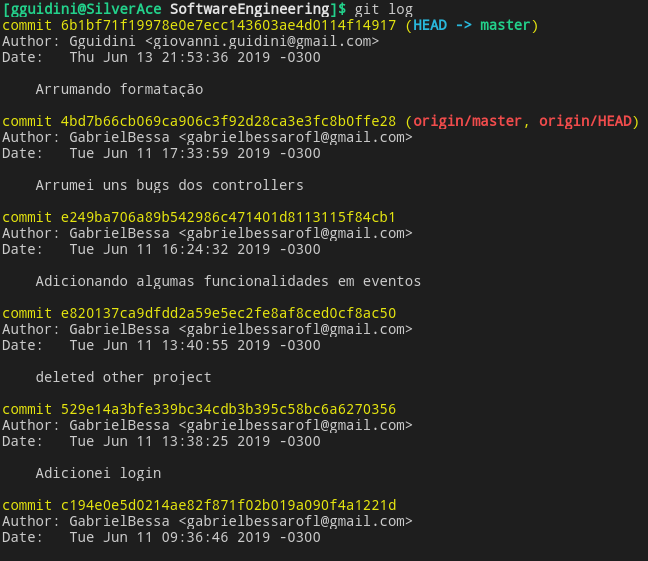 [gguidini@SilverAce SoftwareEngineering]$ git log
commit 6b1bf71f19978e0e7ecc143603ae4d0114f14917 (HEAD -> master)
Author: Gguidini <giovanni.guidini@gmail.com>
Date:   Thu Jun 13 21:53:36 2019 -0300
Arrumando formatação
commit 4bd7b66cb069ca906c3f92d28ca3e3fc8b0ffe28 (origin/master, origin/HEAD)
Author: GabrielBessa <gabrielbessarofl@gmail.com>
Date:   Tue Jun 11 17:33:59 2019 -0300
Arrumei uns bugs dos controllers
commit e249ba706a89b542986c471401d8113115f84cb1
Author: GabrielBessa <gabrielbessarofl@gmail.com>
Date:   Tue Jun 11 16:24:32 2019 -0300
Adicionando algumas funcionalidades em eventos
commit e820137ca9dfdd2a59e5ec2fe8af8ced0cf8ac50
Author: GabrielBessa <gabrielbessarofl@gmail.com>
Date:   Tue Jun 11 13:40:55 2019 -0300
deleted other project
commit 529e14a3bfe339bc34cdb3b395c58bc6a6270356
Author: GabrielBessa <gabrielbessarofl@gmail.com>
Date:   Tue Jun 11 13:38:25 2019 -0300
Adicionei login
commit c194e0e5d0214ae82f871f02b019a090f4a1221d
Author: GabrielBessa <gabrielbessarofl@gmail.com>
Date:   Tue Jun 11 09:36:46 2019 -0300